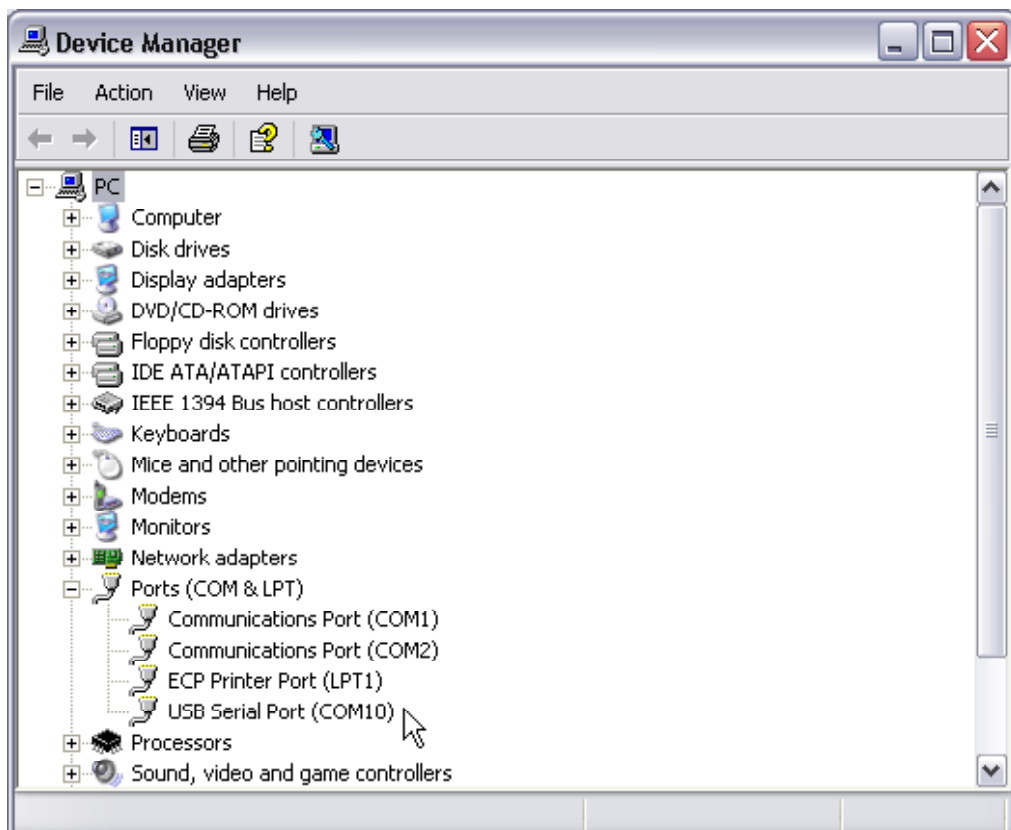 Device Manager
File Action View Help
PC
Computer
Disk drives
Display adapters
DVD/CD-ROM drives
Floppy disk controllers
IDE ATA/ATAPI controllers
IEEE 1394 Bus host controllers
Keyboards
Mice and other pointing devices
Modems
Monitors
Network adapters
Ports (COM & LPT)
Communications Port (COM1)
Communications Port (COM2)
ECP Printer Port (LPT1)
USB Serial Port (COM10)
Processors
Sound, video and game controllers